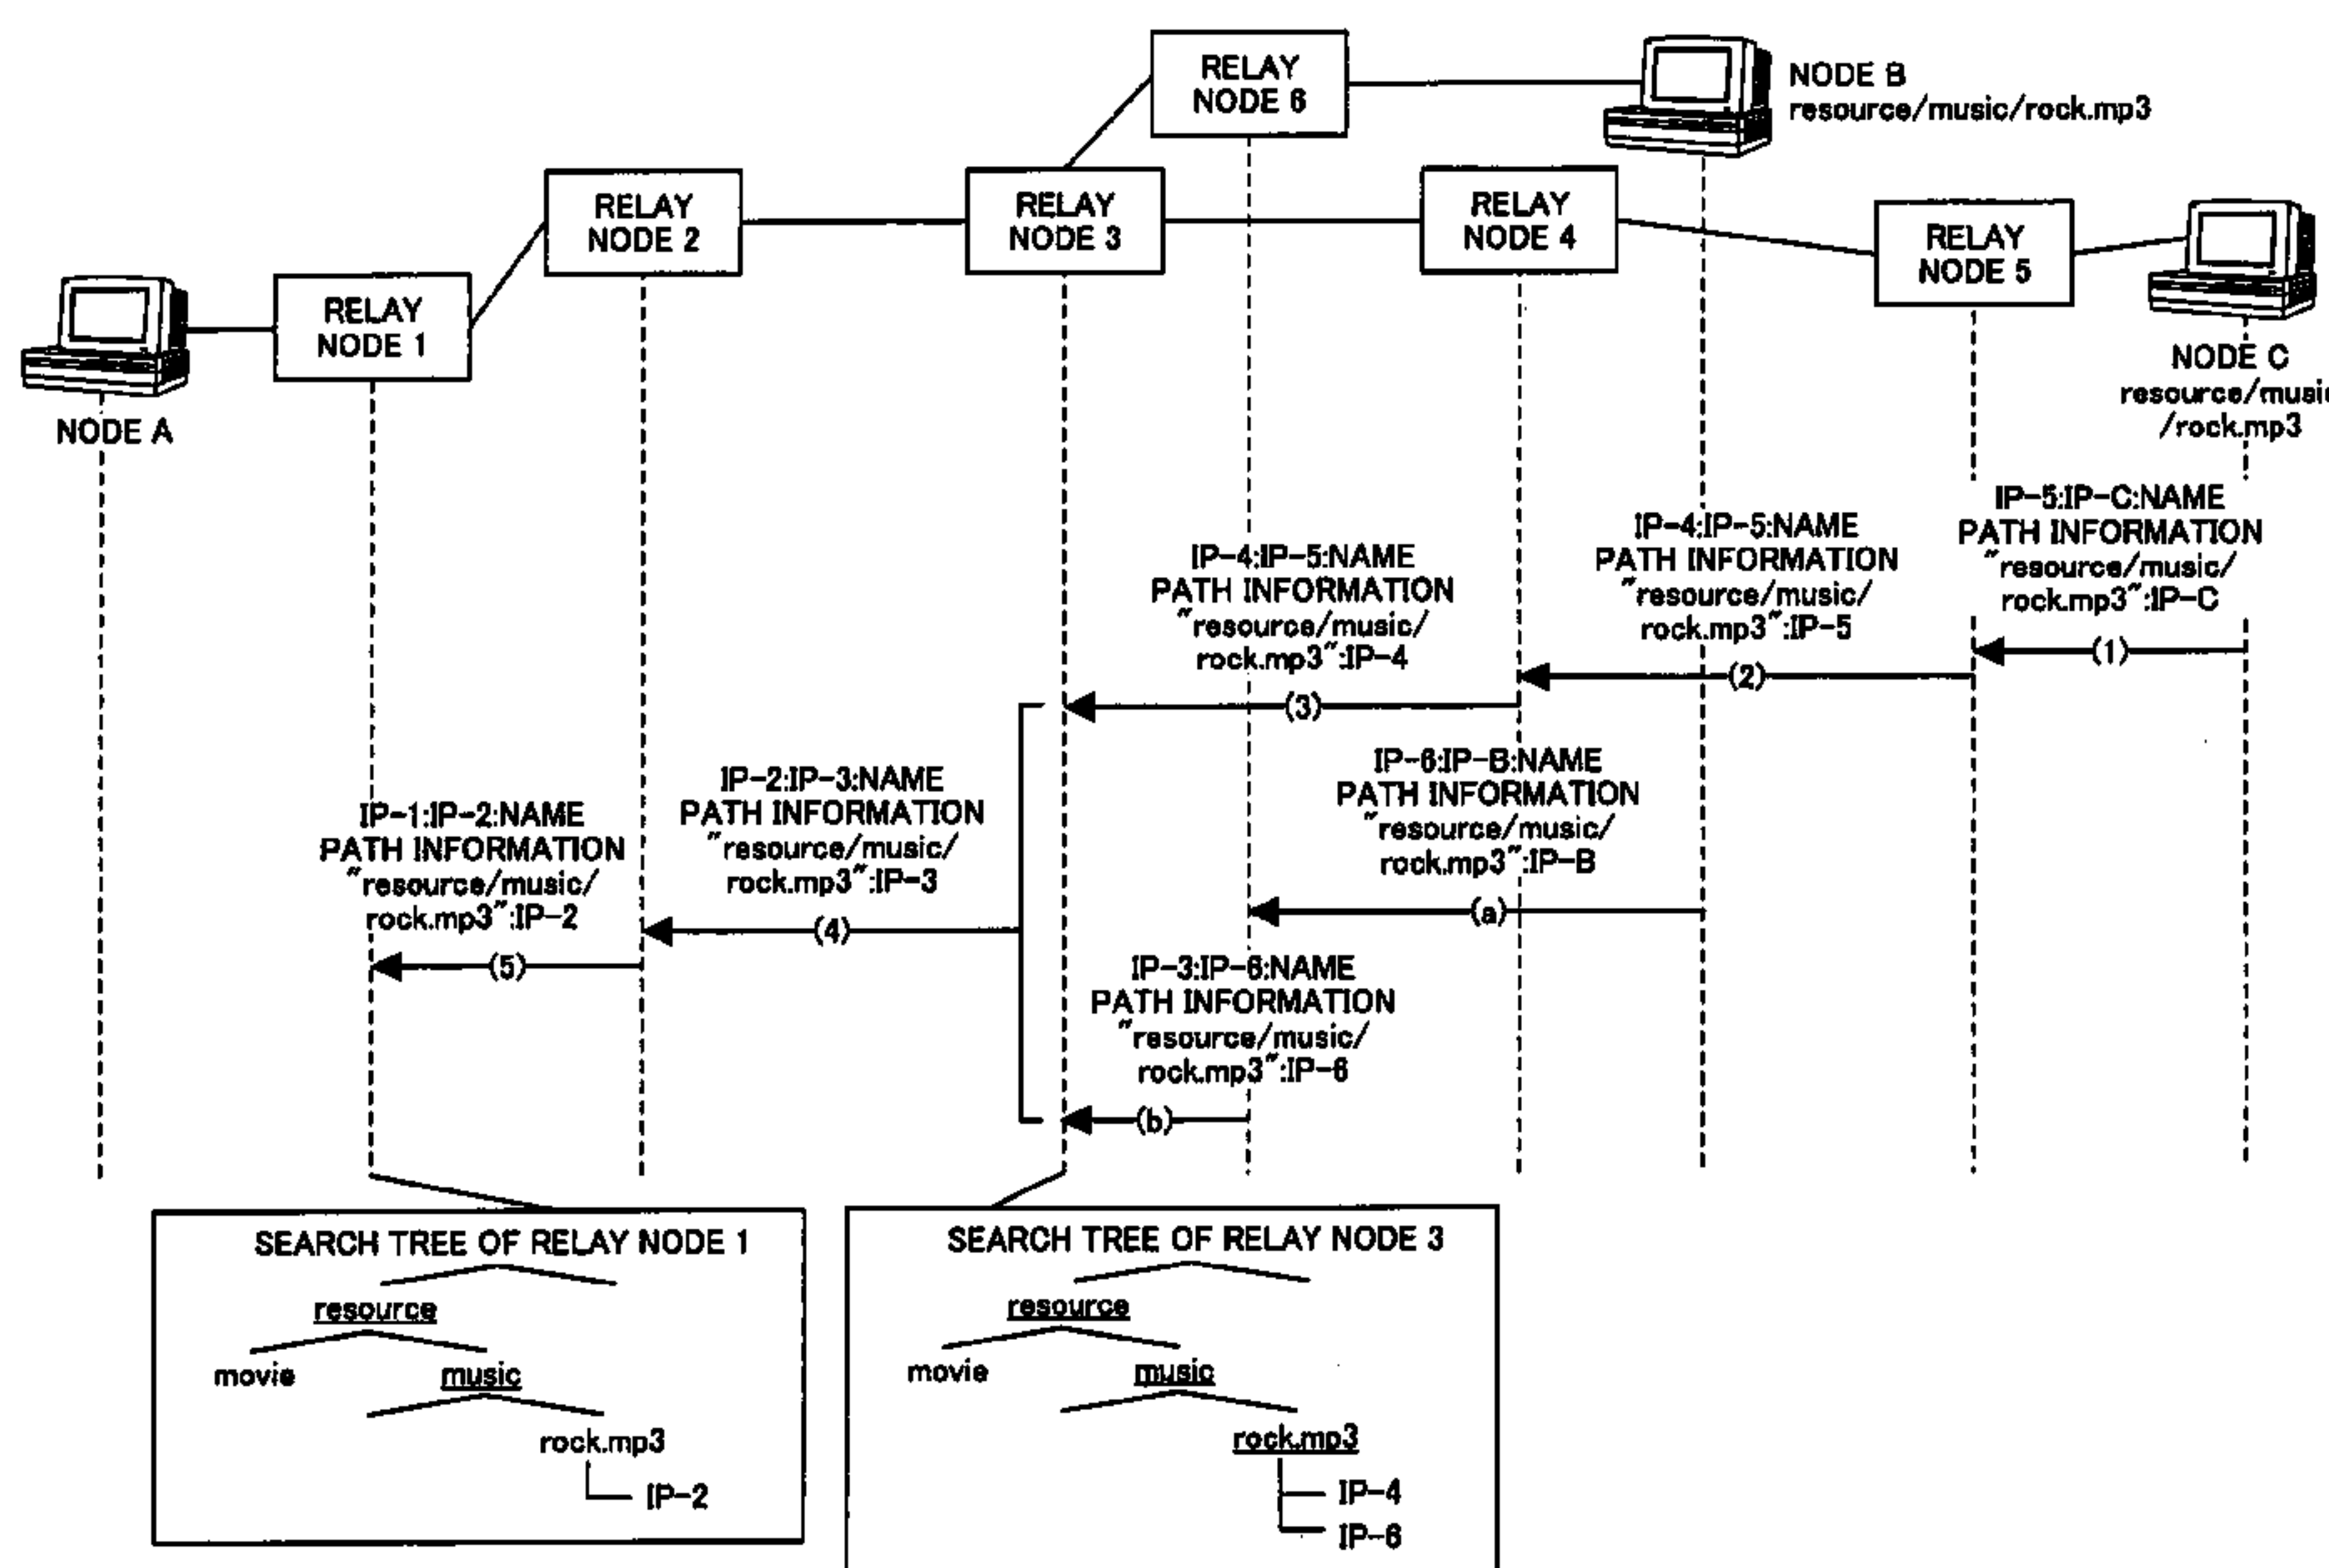 RELAY
NODE 6
NODE B
resource/music/rock.mp3
RELAY
NODE 2
RELAY
NODE 3
RELAY
NODE 4
RELAY
NODE 5
RELAY
NODE 1
NODE A
NODE C
resource/music
/rock.mp3
IP-5:IP-C:NAME
PATH INFORMATION
"resource/music/
rock.mp3":IP-C
(1)
IP-4:IP-5:NAME
PATH INFORMATION
"resource/music/
rock.mp3":IP-5
(2)
IP-4:IP-5:NAME
PATH INFORMATION
"resource/music/
rock.mp3":IP-4
(3)
IP-6:IP-B:NAME
PATH INFORMATION
"resource/music/
rock.mp3":IP-B
(a)
IP-2:IP-3:NAME
PATH INFORMATION
"resource/music/
rock.mp3":IP-3
(4)
IP-1:IP-2:NAME
PATH INFORMATION
"resource/music/
rock.mp3":IP-2
(5)
IP-3:IP-6:NAME
PATH INFORMATION
"resource/music/
rock.mp3":IP-6
(b)
SEARCH TREE OF RELAY NODE 1
resource
movie
music
rock.mp3
IP-2
SEARCH TREE OF RELAY NODE 3
resource
movie
music
rock.mp3
IP-4
IP-6